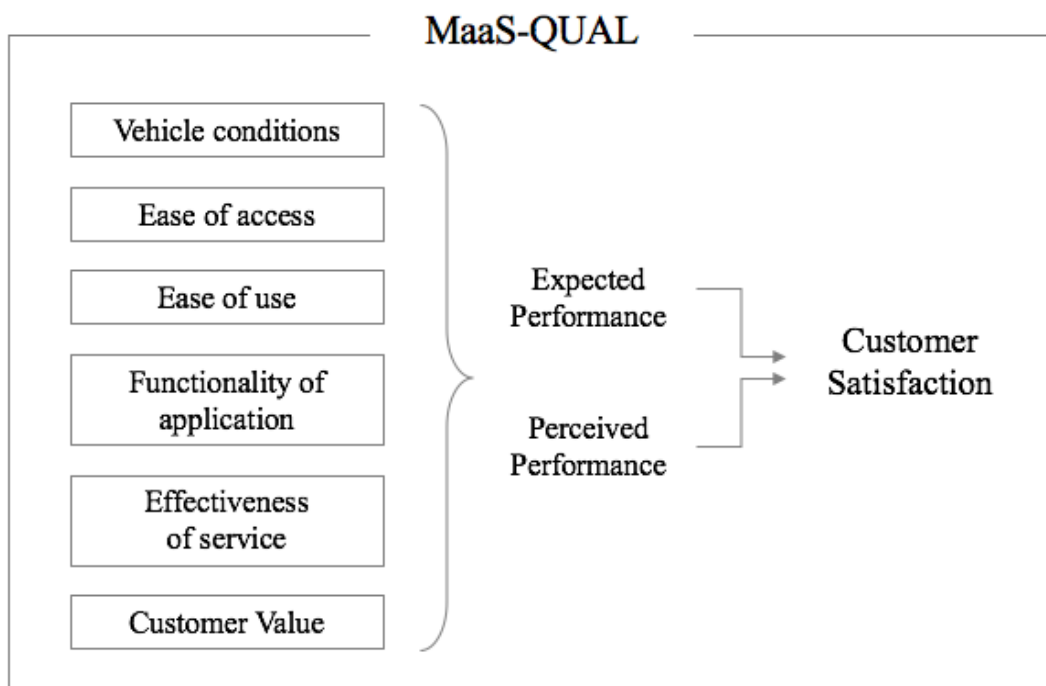 MaaS-QUAL
Vehicle conditions
Ease of access
Ease of use
Functionality of
application
Effectiveness
of service
Customer Value
Expected
Performance
Perceived
Performance
Customer
Satisfaction